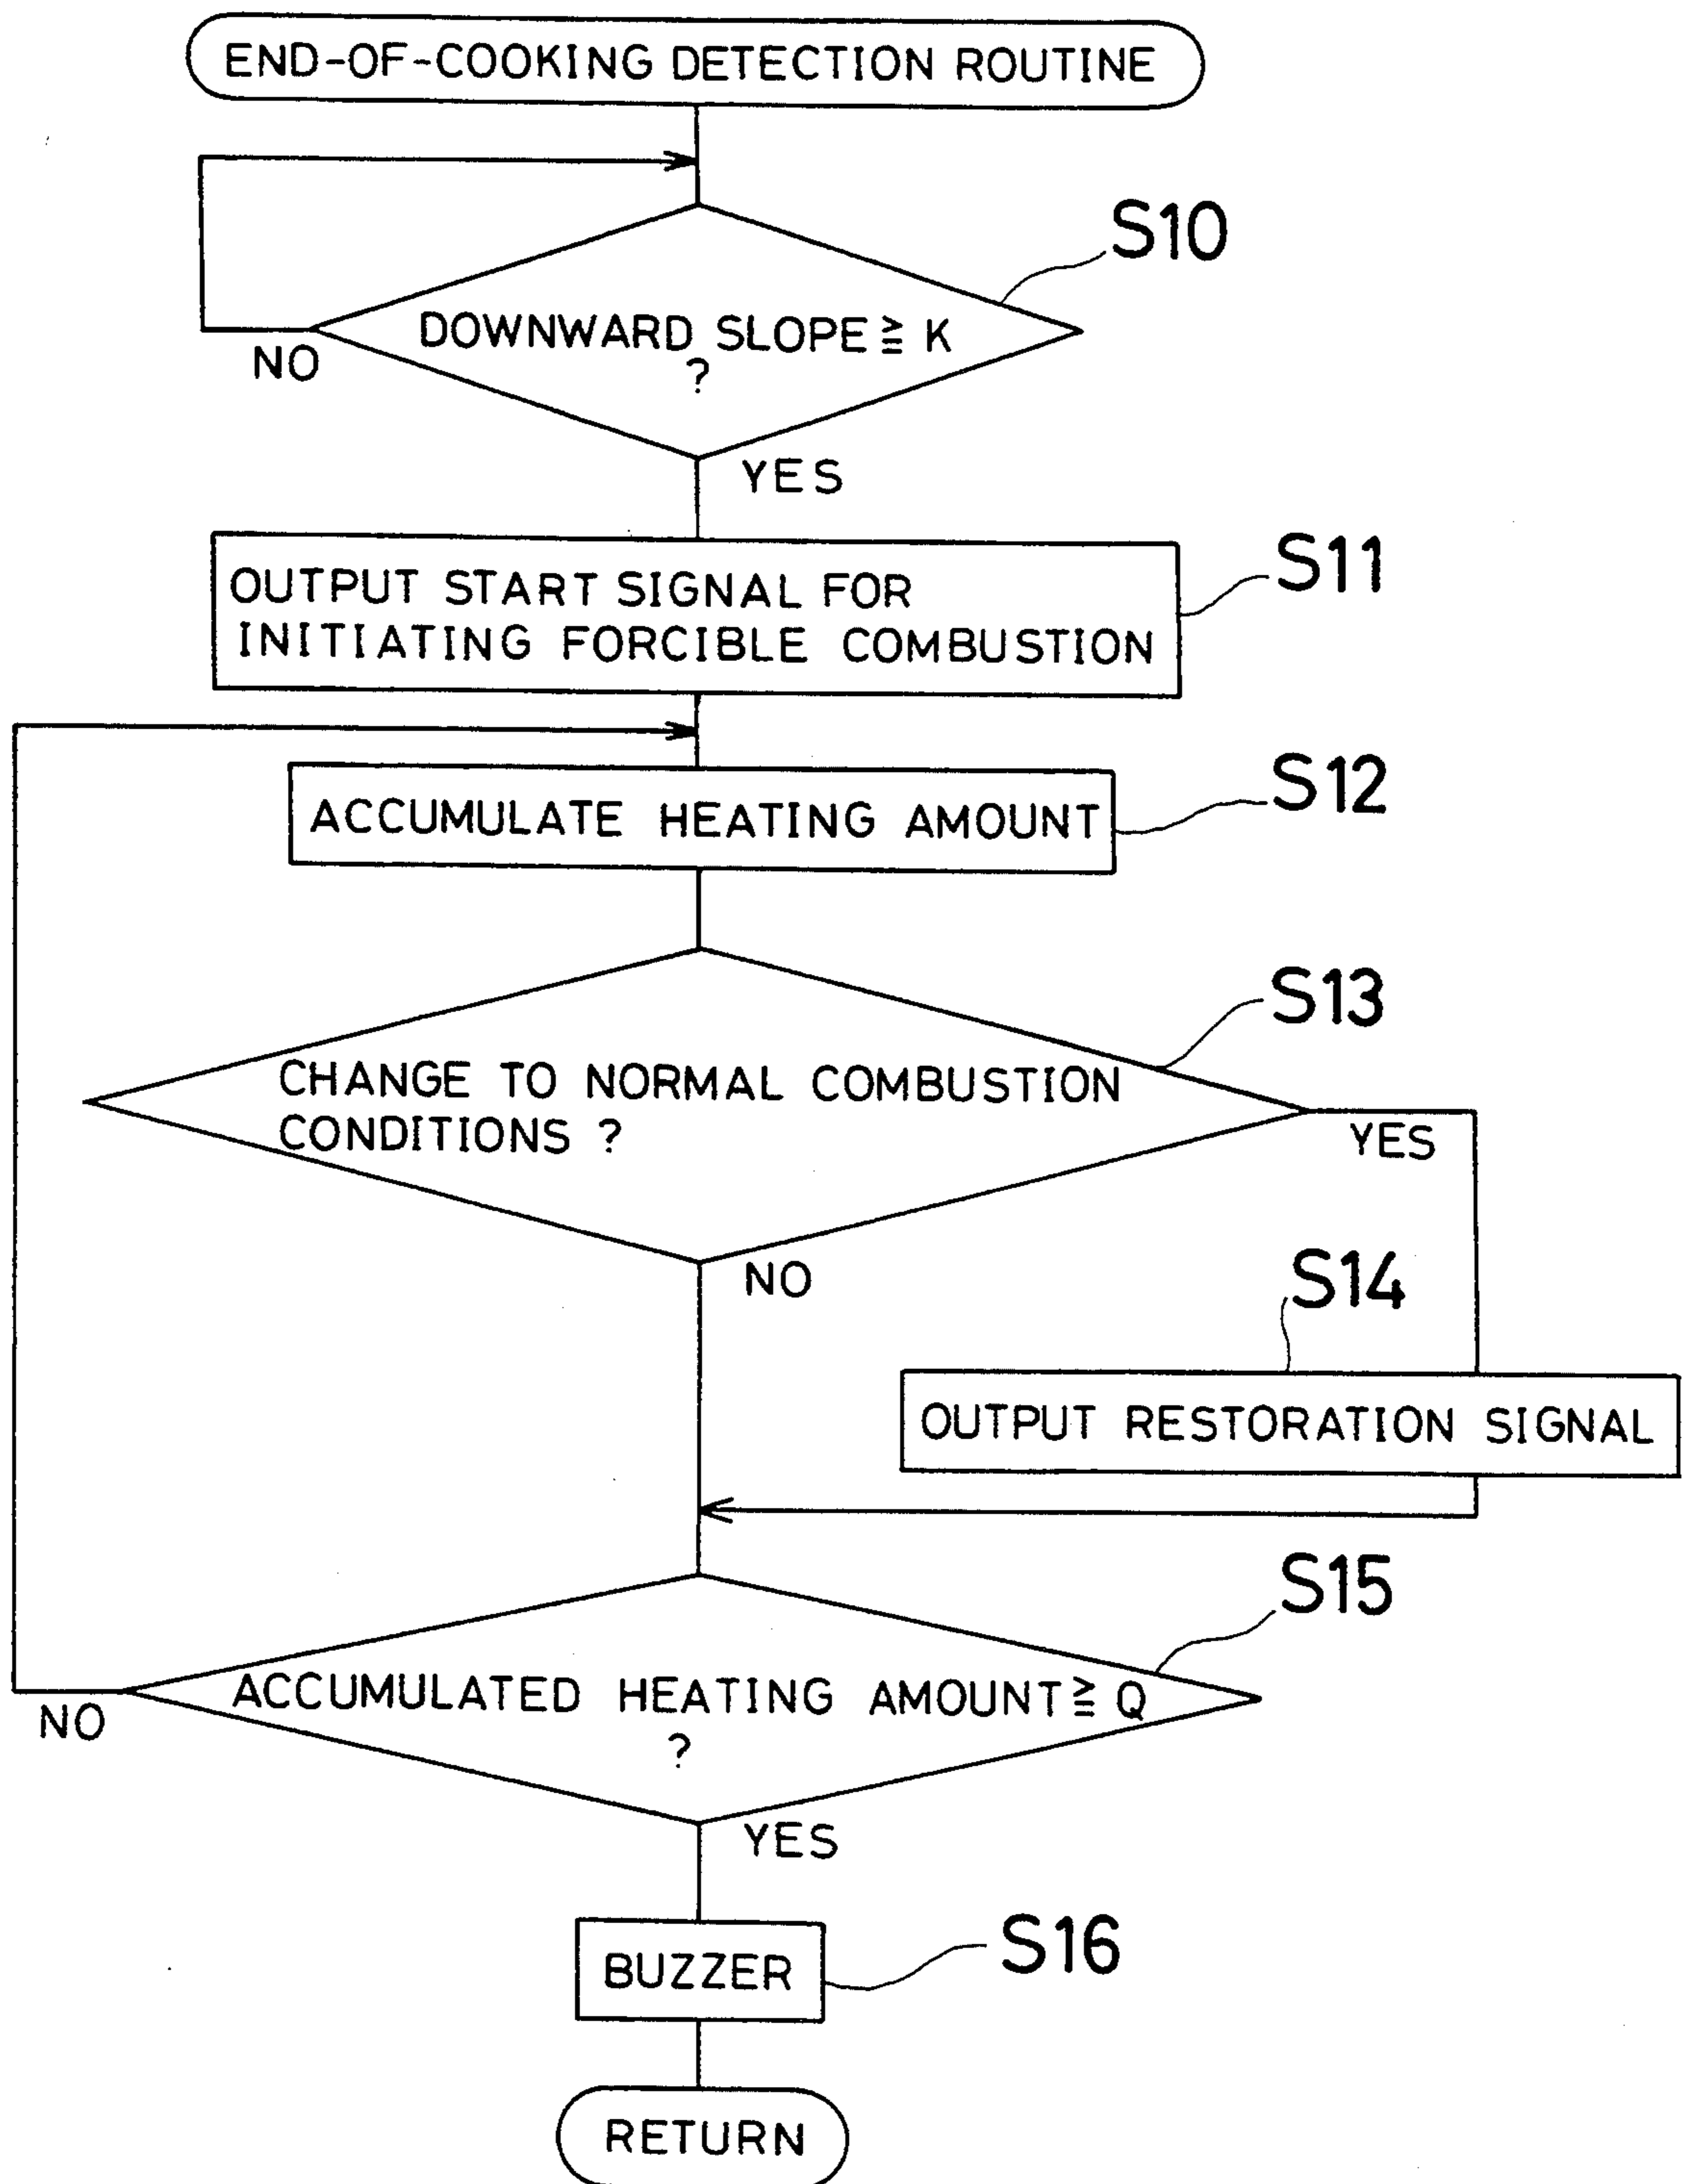 END-OF-COOKING DETECTION ROUTINE
S10
DOWNWARD SLOPE ≧ K
?
NO
YES
S11
OUTPUT START SIGNAL FOR
INITIATING FORCIBLE COMBUSTION
S12
ACCUMULATE HEATING AMOUNT
S13
CHANGE TO NORMAL COMBUSTION
CONDITIONS ?
YES
NO
S14
OUTPUT RESTORATION SIGNAL
S15
ACCUMULATED HEATING AMOUNT ≧ Q
?
NO
YES
S16
BUZZER
RETURN